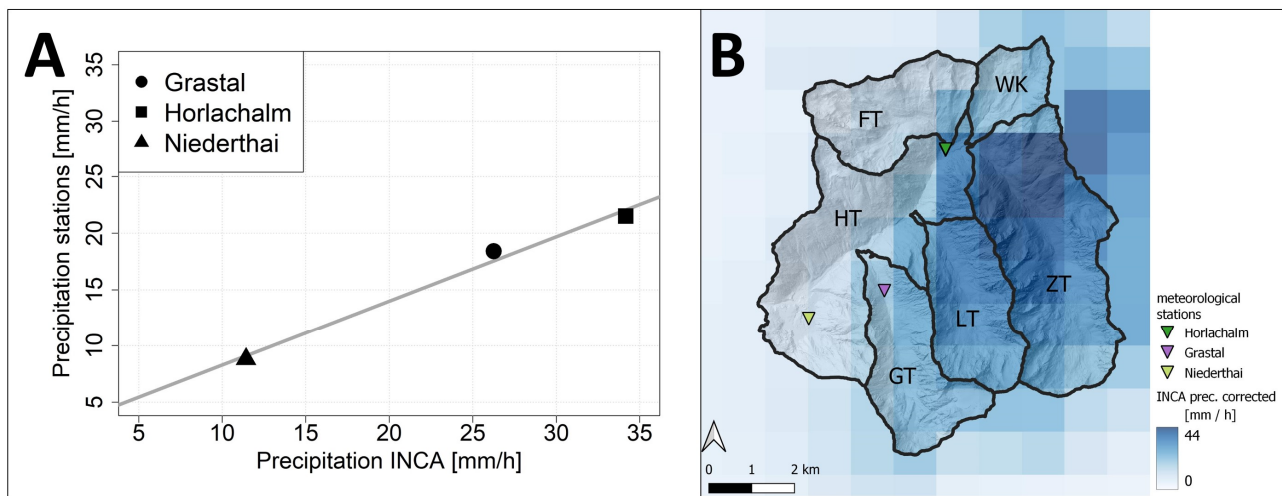 A
Grastal
Horlachalm
Niederthai
Precipitation stations [mm/h]
35
30
25
20
15
10
5
5 10 15 20 25 30 35
Precipitation INCA [mm/h]
B
WK
FT
HT
ZT
LT
GT
0 1 2 km
meteorological
stations
Horlachalm
Grastal
Niederthai
INCA prec. corrected
[mm / h]
44
0